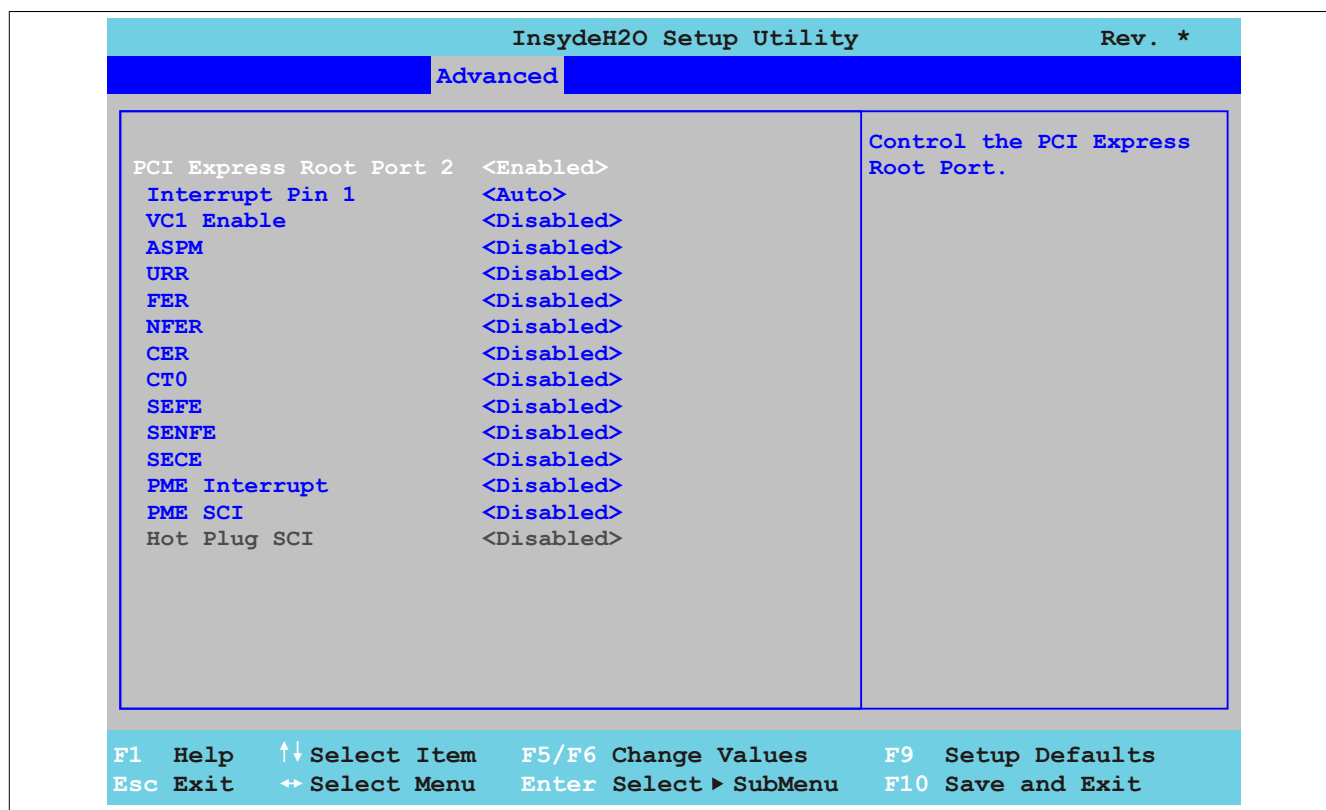 InsydeH2O Setup Utility Rev. *
Advanced
Control the PCI Express
PCI Express Root Port 2 <Enabled> Root Port.
Interrupt Pin 1 <Auto>
VC1 Enable <Disabled>
ASPM <Disabled>
URR <Disabled>
FER <Disabled>
NFER <Disabled>
CER <Disabled>
CT0 <Disabled>
SEFE <Disabled>
SENFE <Disabled>
SECE <Disabled>
PME Interrupt <Disabled>
PME SCI <Disabled>
Hot Plug SCI <Disabled>
F1 Help ↑↓ Select Item F5/F6 Change Values F9 Setup Defaults
Esc Exit ↔ Select Menu Enter Select ▶ SubMenu F10 Save and Exit